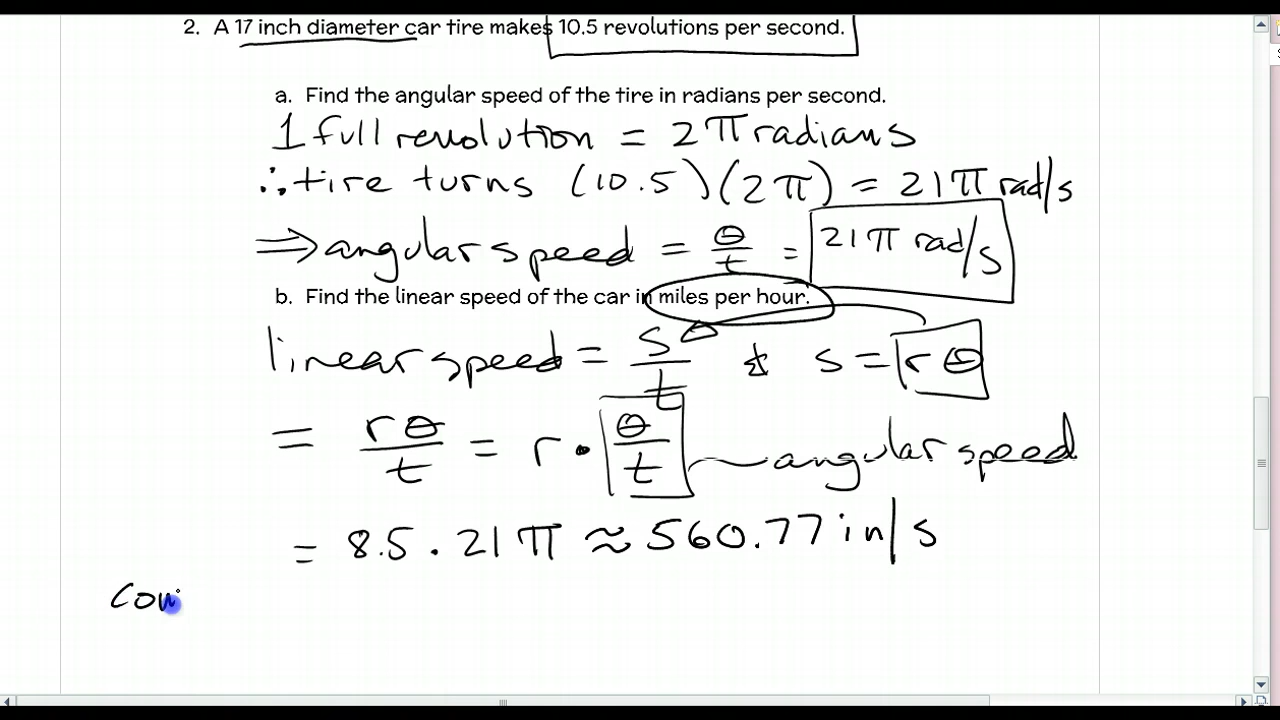 2. A 17 inch diameter car tire makes 10.5 revolutions per second.
a. Find the angular speed of the tire in radians per second.
1 full revolution = 2π radians
∴ tire turns (10.5)(2π) = 21π rad/s
⟹ angular speed = θ/t = 21π rad/s
b. Find the linear speed of the car in miles per hour.
linear speed = s/t & s = rθ
= rθ/t = r · θ/t ~ angular speed
= 8.5 · 21π ≈ 560.77 in/s
Con